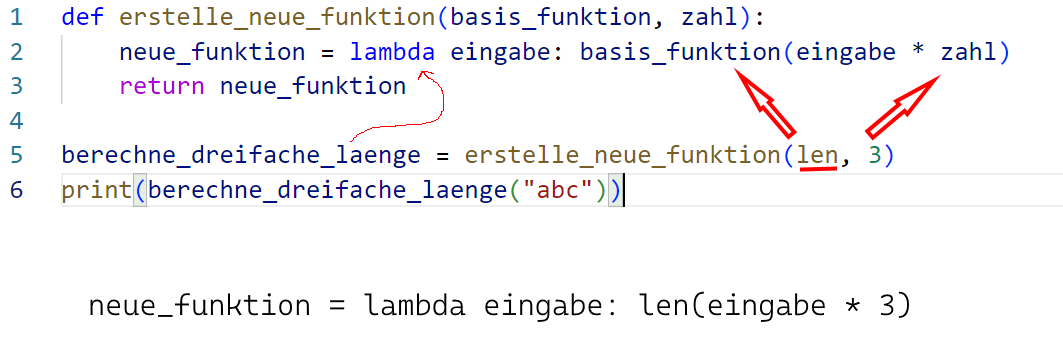 1 def erstelle_neue_funktion(basis_funktion, zahl):
2 neue_funktion = lambda eingabe: basis_funktion(eingabe * zahl)
3 return neue_funktion
4
5 berechne_dreifache_laenge = erstelle_neue_funktion(len, 3)
6 print(berechne_dreifache_laenge("abc"))
neue_funktion = lambda eingabe: len(eingabe * 3)